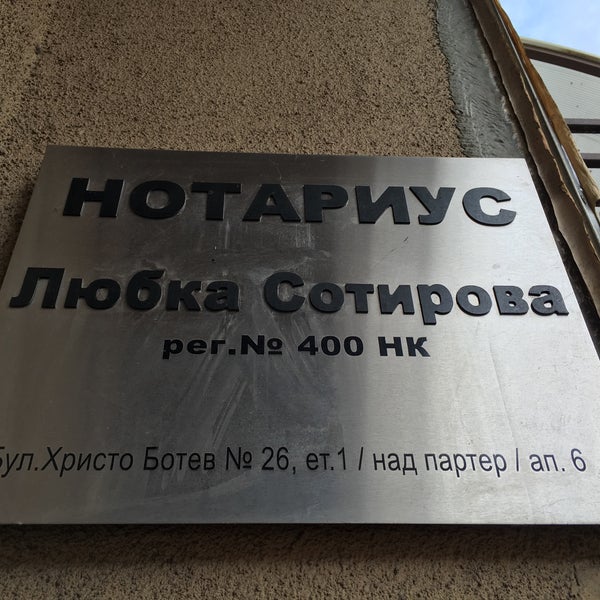 НОТАРИУС
Любка Сотирова
рег.№ 400 НК
Бул.Христо Ботев № 26, ет.1 / над партер / ап. 6